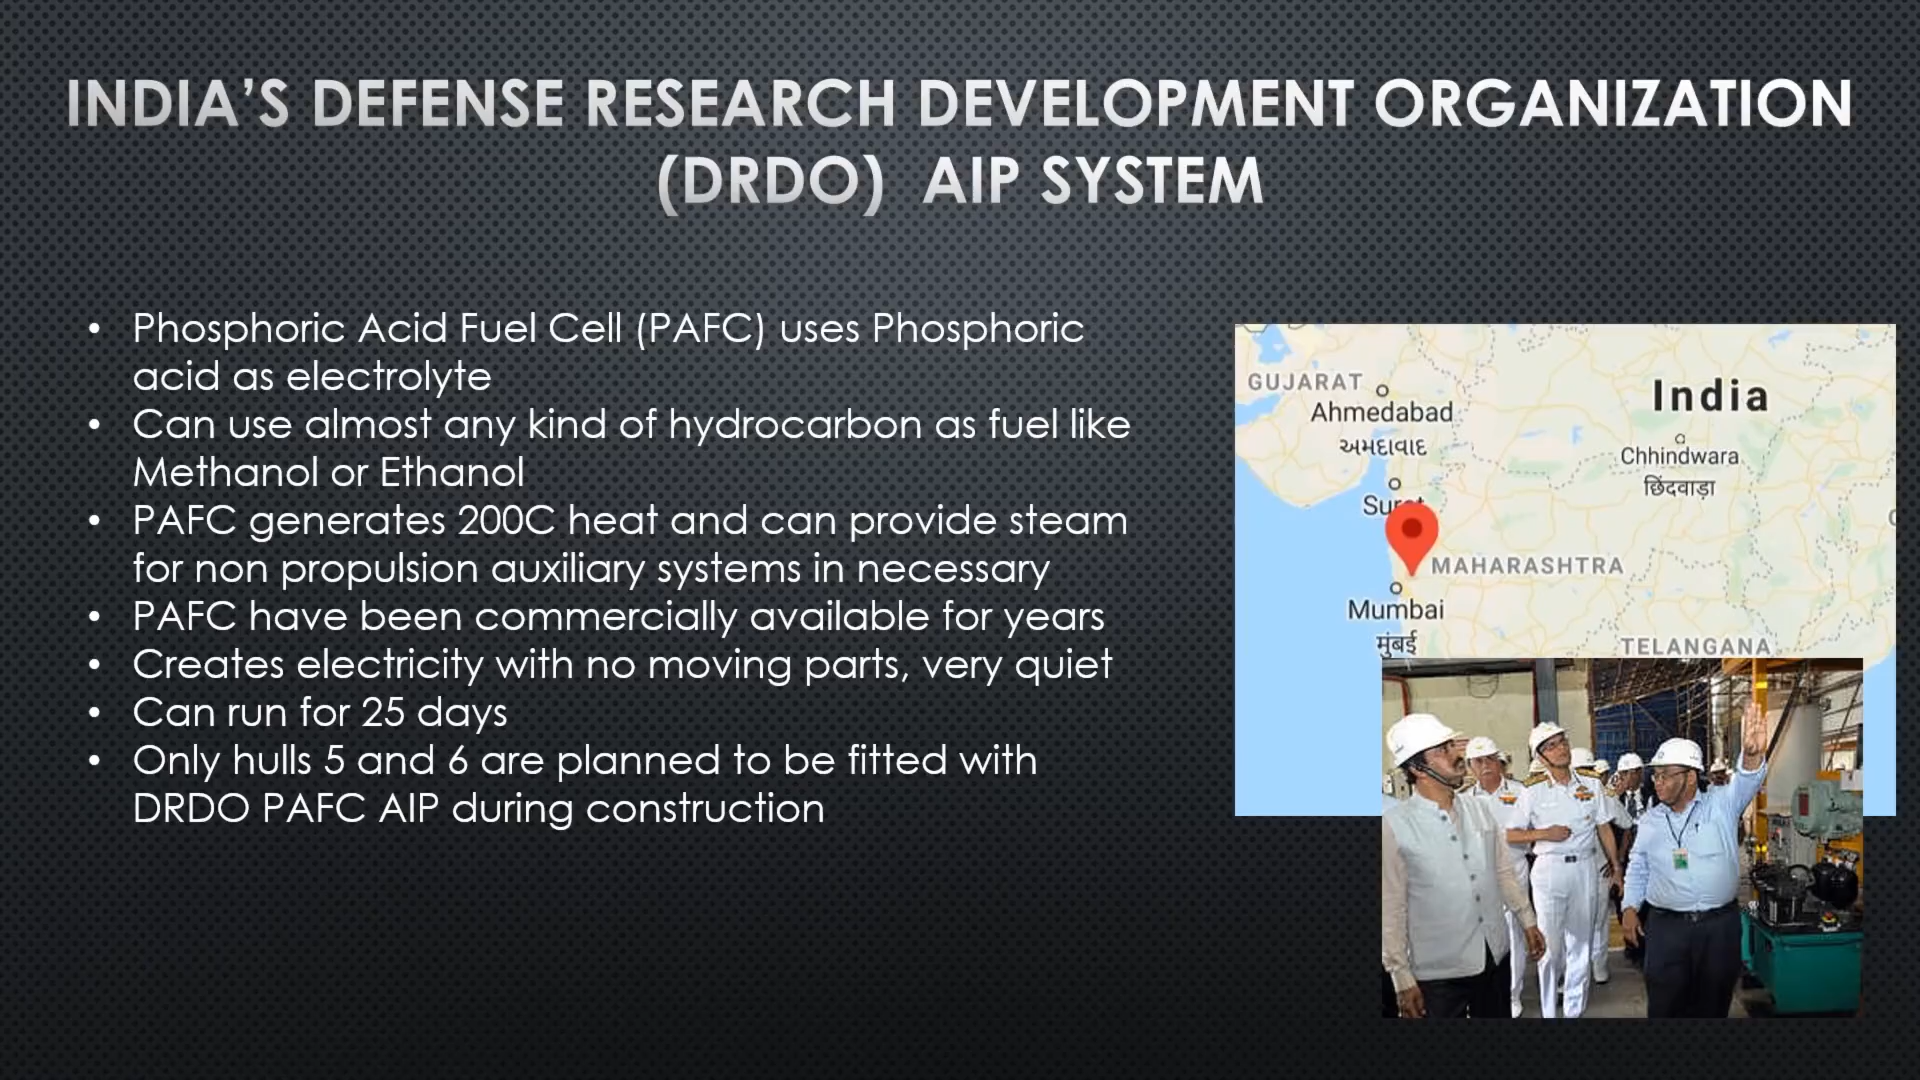 INDIA'S DEFENSE RESEARCH DEVELOPMENT ORGANIZATION
(DRDO) AIP SYSTEM
• Phosphoric Acid Fuel Cell (PAFC) uses Phosphoric
acid as electrolyte
• Can use almost any kind of hydrocarbon as fuel like
Methanol or Ethanol
• PAFC generates 200C heat and can provide steam
for non propulsion auxiliary systems in necessary
• PAFC have been commercially available for years
• Creates electricity with no moving parts, very quiet
• Can run for 25 days
• Only hulls 5 and 6 are planned to be fitted with
DRDO PAFC AIP during construction
GUJARAT
Ahmedabad
અમદાવાદ
India
Chhindwara
छिंदवाड़ा
Surat
MAHARASHTRA
Mumbai
मुंबई
TELANGANA